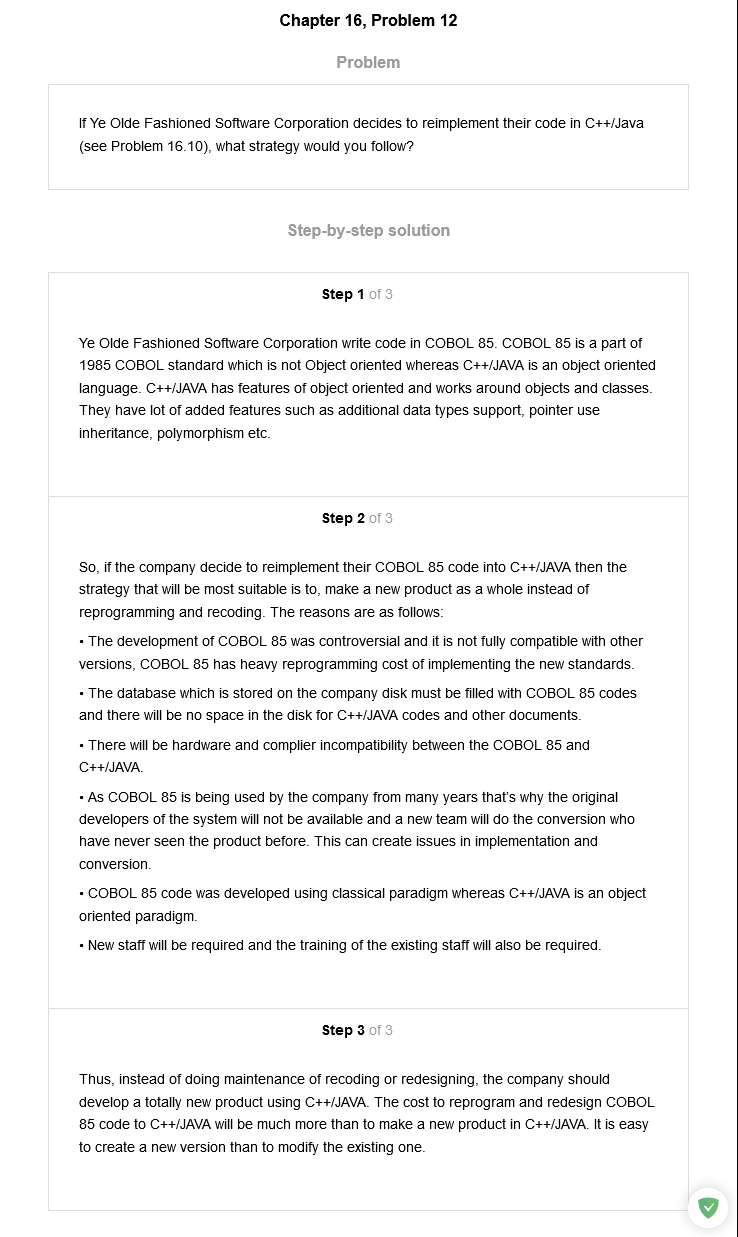 Chapter 16, Problem 12
Problem
If Ye Olde Fashioned Software Corporation decides to reimplement their code in C++/Java
(see Problem 16.10), what strategy would you follow?
Step-by-step solution
Step 1 of 3
Ye Olde Fashioned Software Corporation write code in COBOL 85. COBOL 85 is a part of
1985 COBOL standard which is not Object oriented whereas C++/JAVA is an object oriented
language. C++/JAVA has features of object oriented and works around objects and classes.
They have lot of added features such as additional data types support, pointer use
inheritance, polymorphism etc.
Step 2 of 3
So, if the company decide to reimplement their COBOL 85 code into C++/JAVA then the
strategy that will be most suitable is to, make a new product as a whole instead of
reprogramming and recoding. The reasons are as follows:
• The development of COBOL 85 was controversial and it is not fully compatible with other
versions, COBOL 85 has heavy reprogramming cost of implementing the new standards.
• The database which is stored on the company disk must be filled with COBOL 85 codes
and there will be no space in the disk for C++/JAVA codes and other documents.
• There will be hardware and complier incompatibility between the COBOL 85 and
C++/JAVA.
• As COBOL 85 is being used by the company from many years that's why the original
developers of the system will not be available and a new team will do the conversion who
have never seen the product before. This can create issues in implementation and
conversion.
• COBOL 85 code was developed using classical paradigm whereas C++/JAVA is an object
oriented paradigm.
• New staff will be required and the training of the existing staff will also be required.
Step 3 of 3
Thus, instead of doing maintenance of recoding or redesigning, the company should
develop a totally new product using C++/JAVA. The cost to reprogram and redesign COBOL
85 code to C++/JAVA will be much more than to make a new product in C++/JAVA. It is easy
to create a new version than to modify the existing one.